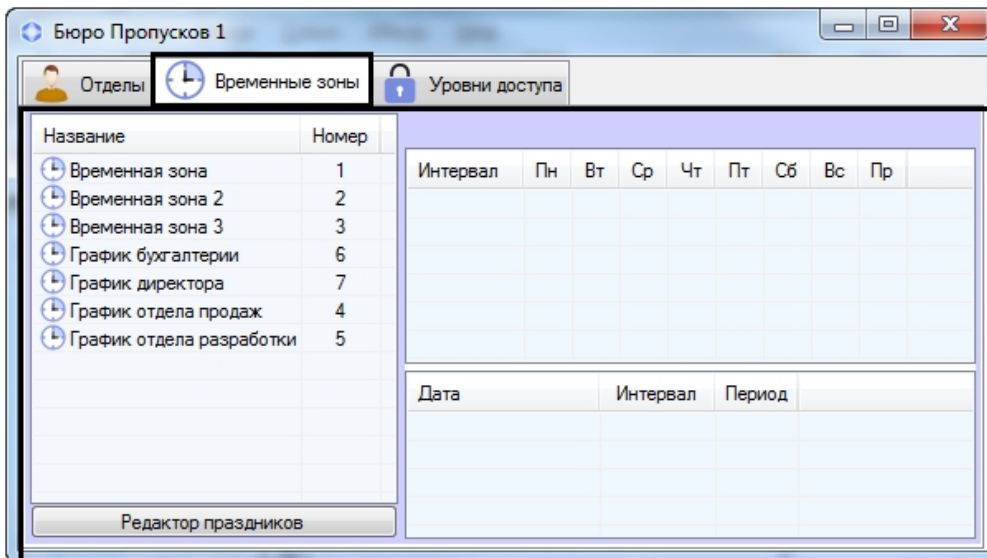 Бюро Пропусков 1
Отделы Временные зоны Уровни доступа
Название Номер
Временная зона 1
Временная зона 2 2
Временная зона 3 3
График бухгалтерии 6
График директора 7
График отдела продаж 4
График отдела разработки 5
Редактор праздников
Интервал Пн Вт Ср Чт Пт Сб Вс Пр
Дата Интервал Период